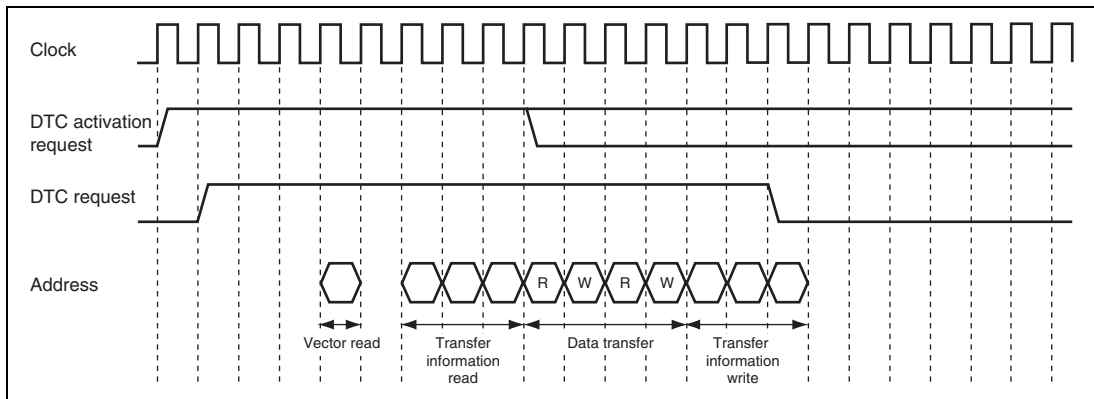 Clock
DTC activation
request
DTC request
Address
R W R W
Vector read
Transfer
information
read
Data transfer
Transfer
information
write